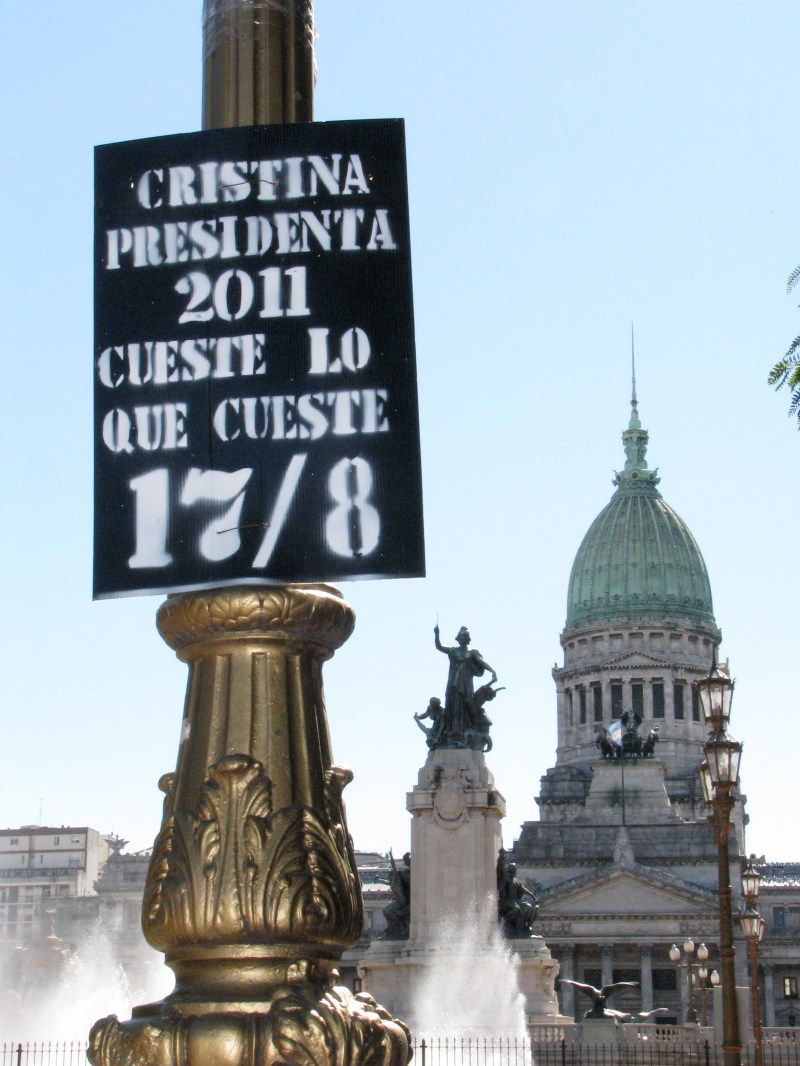 CRISTINA
PRESIDENTA
2011
CUESTE LO
QUE CUESTE
17/8